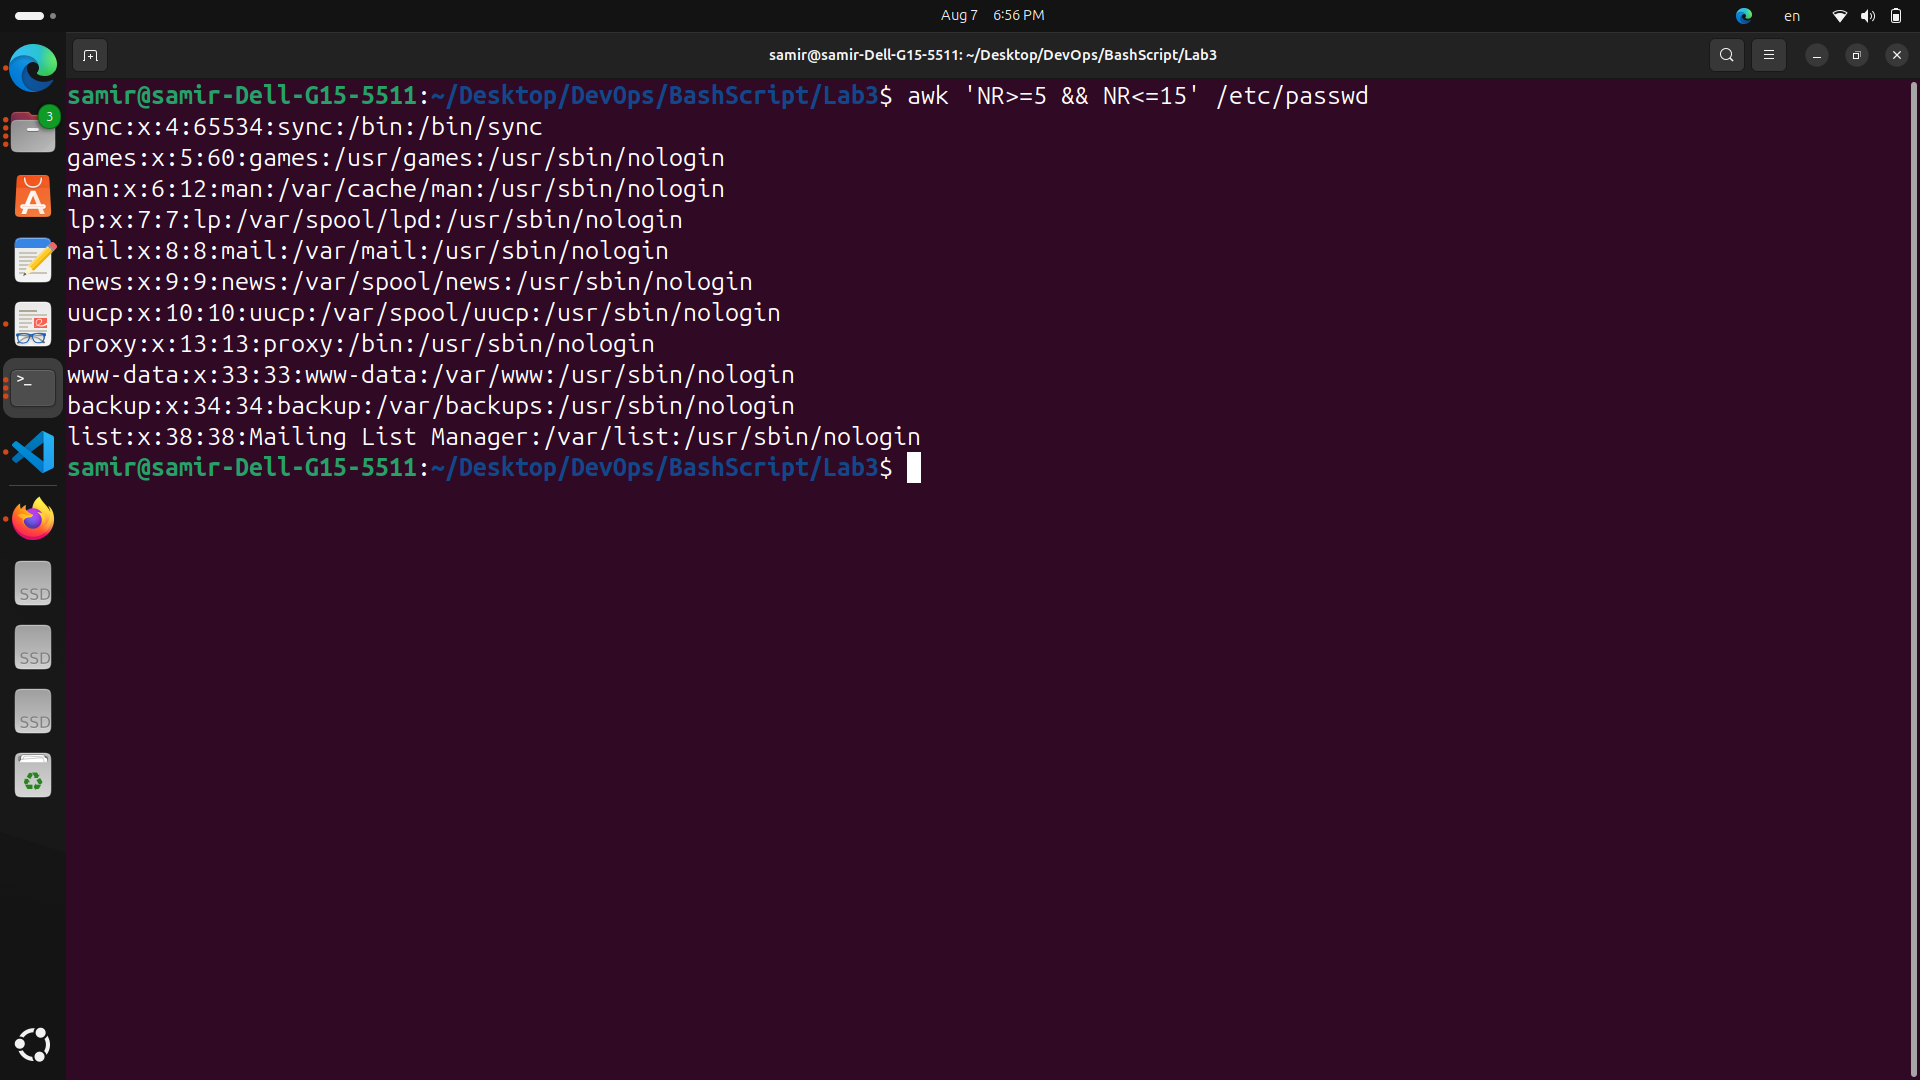 Aug 7 6:56 PM
en
samir@samir-Dell-G15-5511: ~/Desktop/DevOps/BashScript/Lab3
3
samir@samir-Dell-G15-5511:~/Desktop/DevOps/BashScript/Lab3$ awk 'NR>=5 && NR<=15' /etc/passwd
sync:x:4:65534:sync:/bin:/bin/sync
games:x:5:60:games:/usr/games:/usr/sbin/nologin
man:x:6:12:man:/var/cache/man:/usr/sbin/nologin
lp:x:7:7:lp:/var/spool/lpd:/usr/sbin/nologin
mail:x:8:8:mail:/var/mail:/usr/sbin/nologin
news:x:9:9:news:/var/spool/news:/usr/sbin/nologin
uucp:x:10:10:uucp:/var/spool/uucp:/usr/sbin/nologin
proxy:x:13:13:proxy:/bin:/usr/sbin/nologin
www-data:x:33:33:www-data:/var/www:/usr/sbin/nologin
backup:x:34:34:backup:/var/backups:/usr/sbin/nologin
list:x:38:38:Mailing List Manager:/var/list:/usr/sbin/nologin
samir@samir-Dell-G15-5511:~/Desktop/DevOps/BashScript/Lab3$
SSD
SSD
SSD